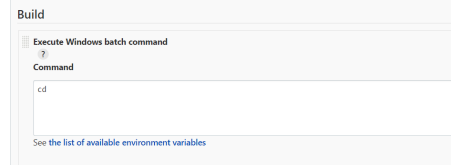 Build
Execute Windows batch command
?
Command
cd
See the list of available environment variables